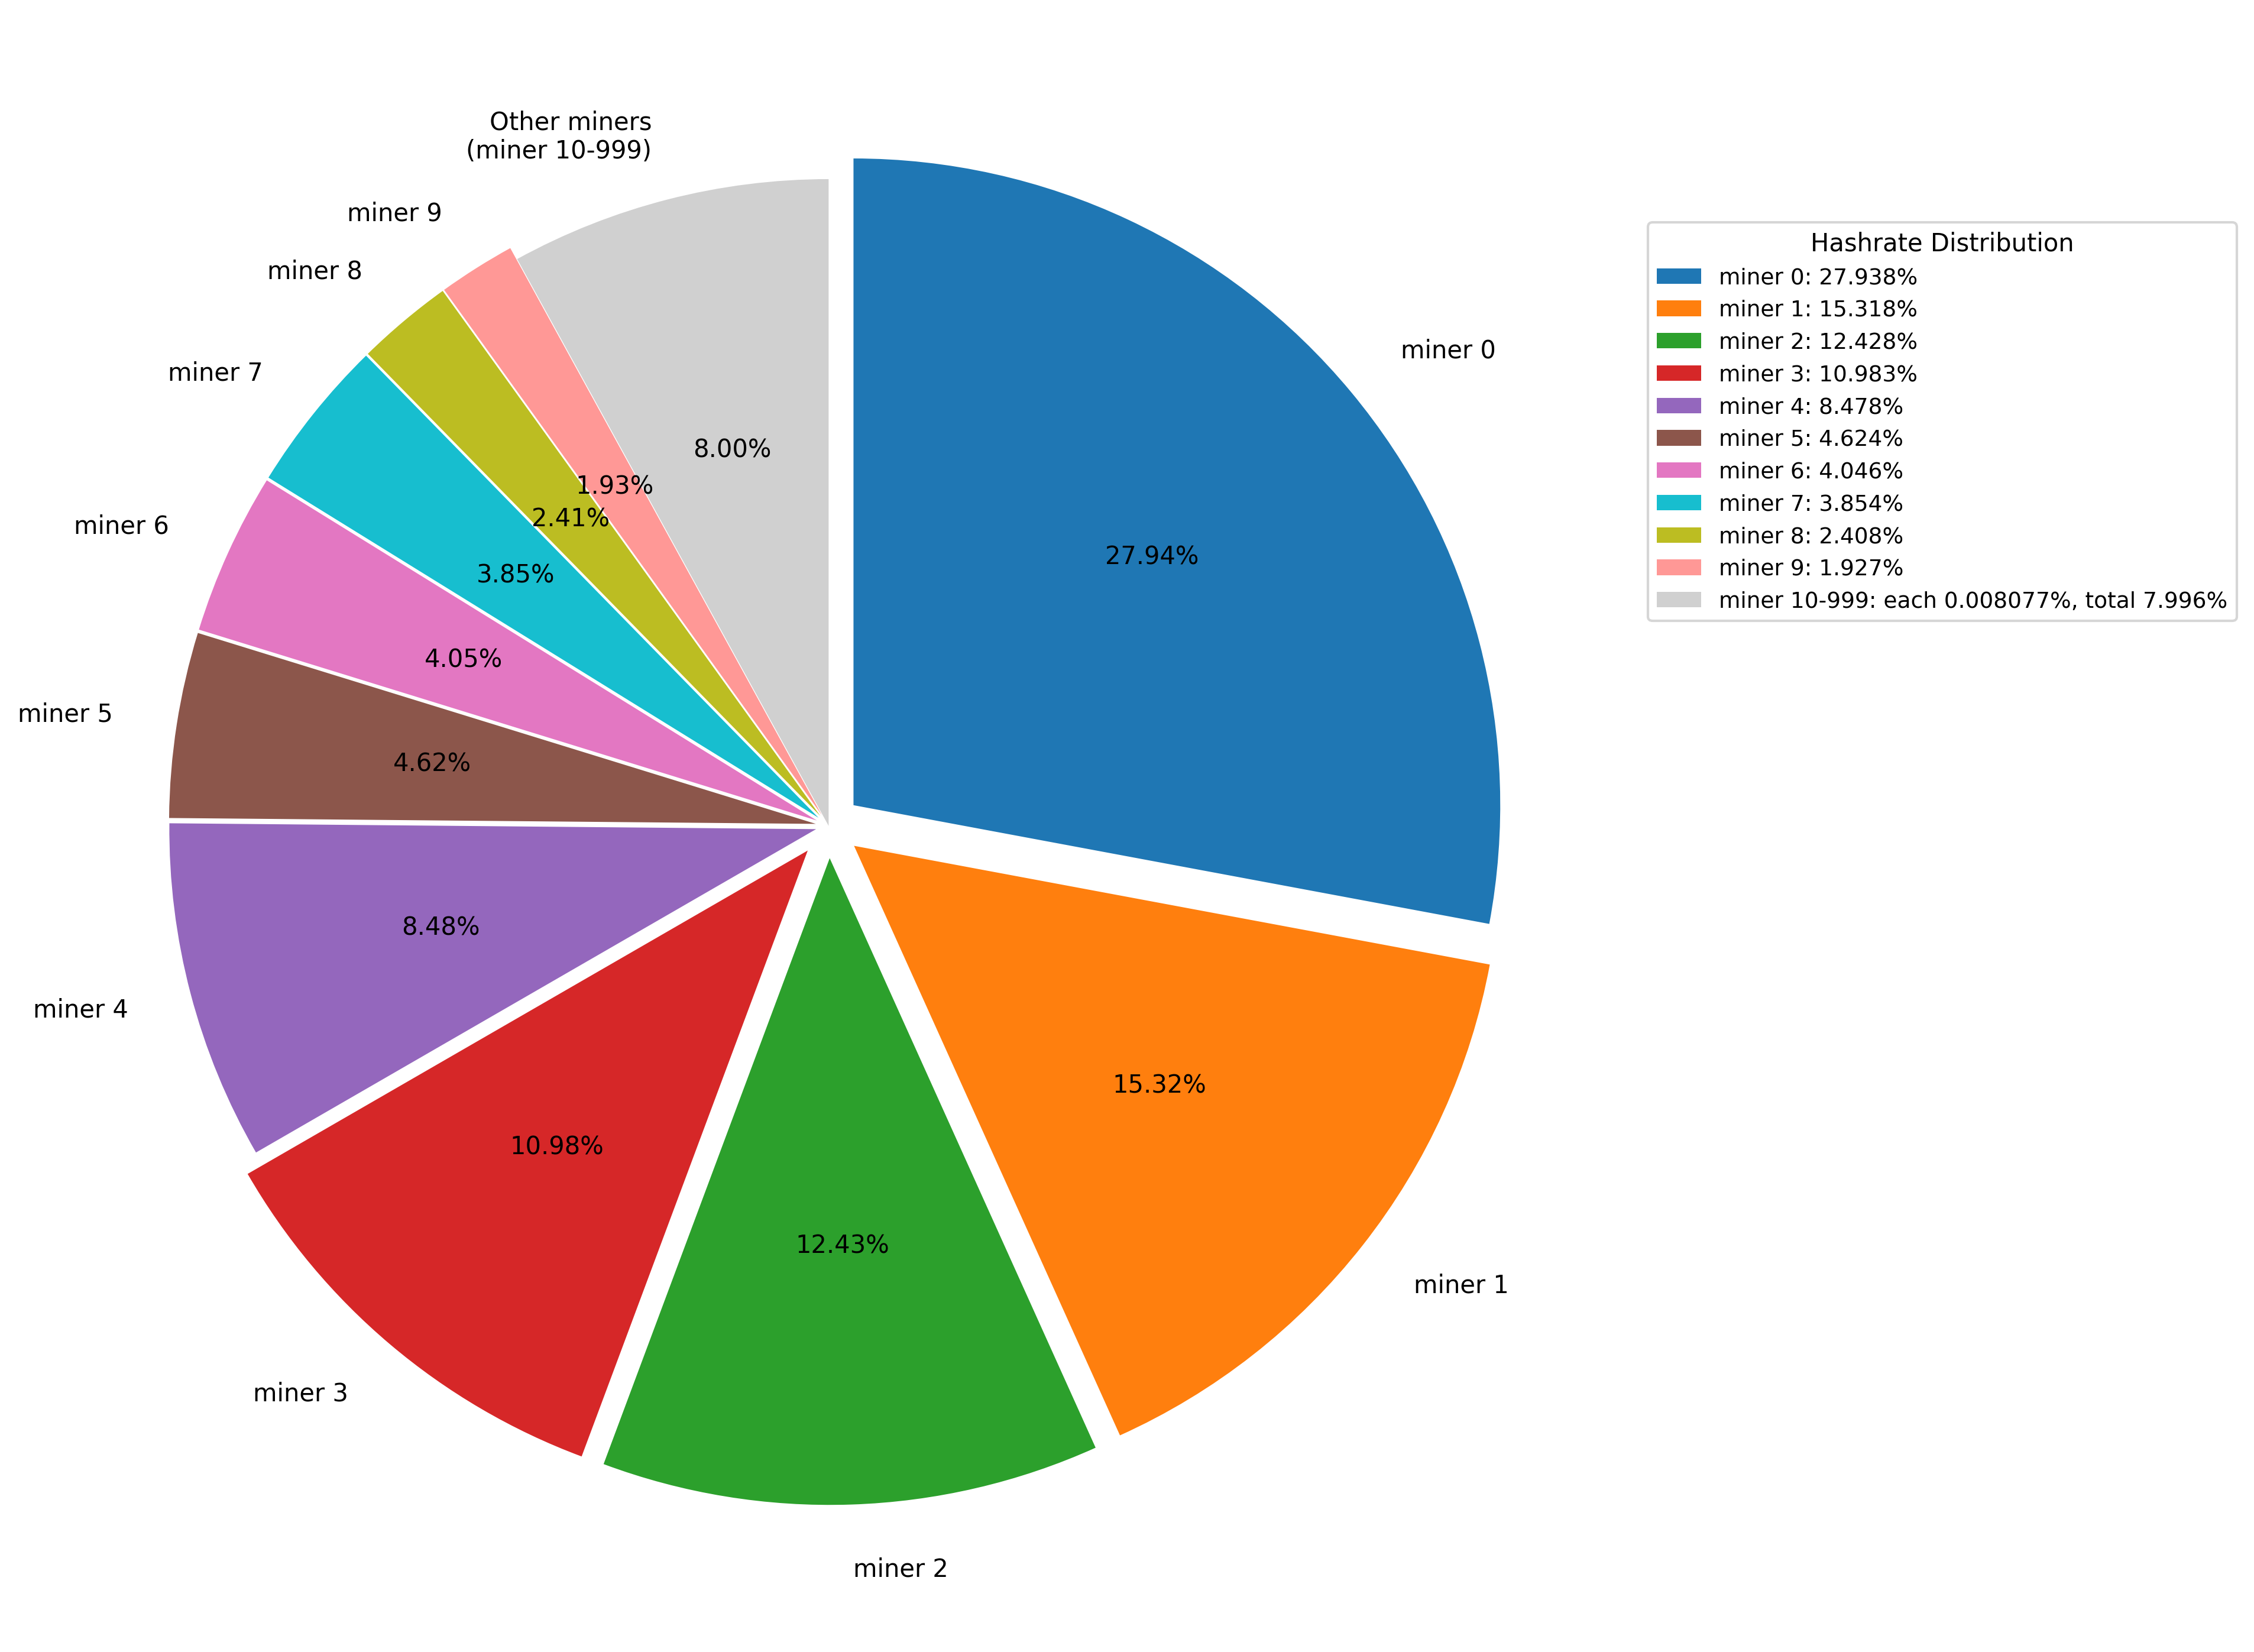 Other miners
(miner 10-999)
miner 9
miner 8
miner 7
miner 6
miner 5
miner 4
miner 3
miner 2
miner 1
miner 0
8.00%
1.93%
2.41%
3.85%
4.05%
4.62%
8.48%
10.98%
12.43%
15.32%
27.94%
Hashrate Distribution
miner 0: 27.938%
miner 1: 15.318%
miner 2: 12.428%
miner 3: 10.983%
miner 4: 8.478%
miner 5: 4.624%
miner 6: 4.046%
miner 7: 3.854%
miner 8: 2.408%
miner 9: 1.927%
miner 10-999: each 0.008077%, total 7.996%